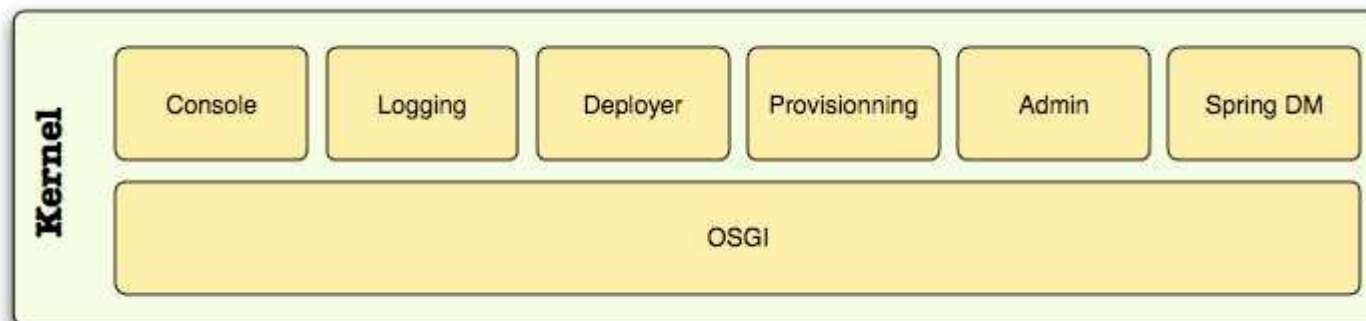 Kernel
Console
Logging
Deployer
Provisionning
Admin
Spring DM
OSGI